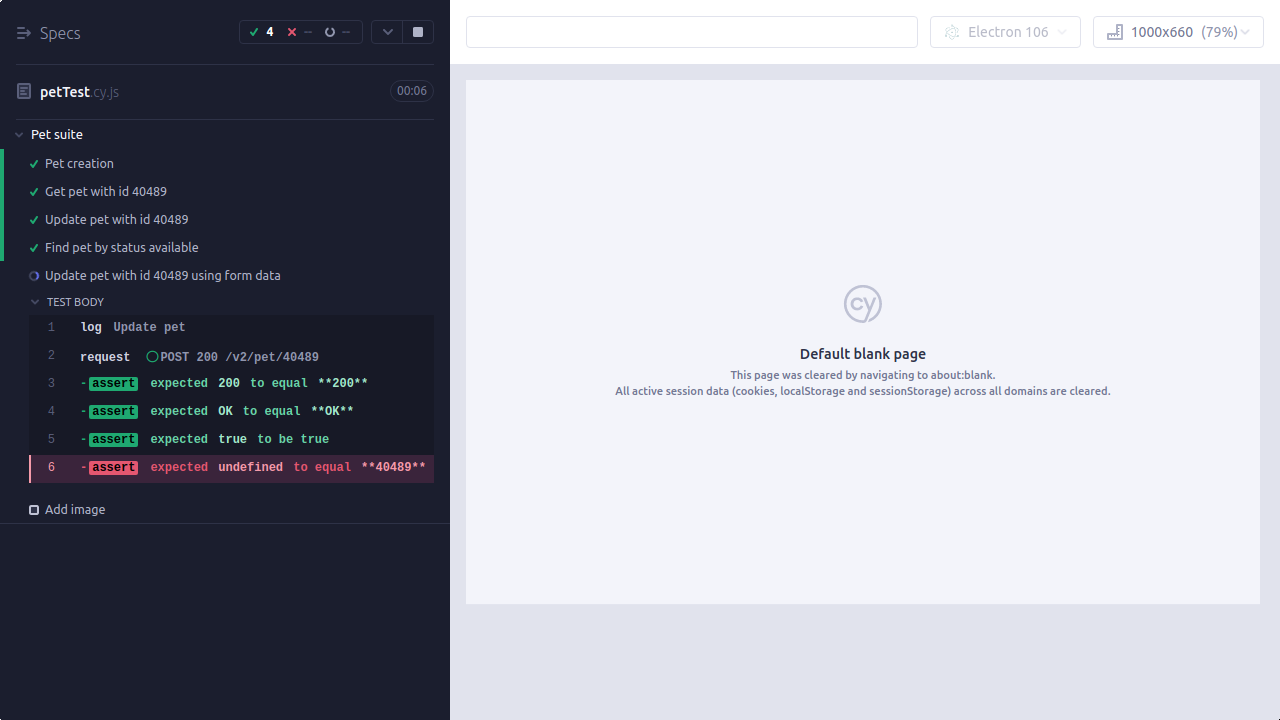 Specs
4 -- --
petTest.cy.js 00:06
Pet suite
Pet creation
Get pet with id 40489
Update pet with id 40489
Find pet by status available
Update pet with id 40489 using form data
TEST BODY
1 log Update pet
2 request POST 200 /v2/pet/40489
3 -assert expected 200 to equal **200**
4 -assert expected OK to equal **OK**
5 -assert expected true to be true
6 -assert expected undefined to equal **40489**
Add image
Electron 106
1000x660 (79%)
cy
Default blank page
This page was cleared by navigating to about:blank.
All active session data (cookies, localStorage and sessionStorage) across all domains are cleared.